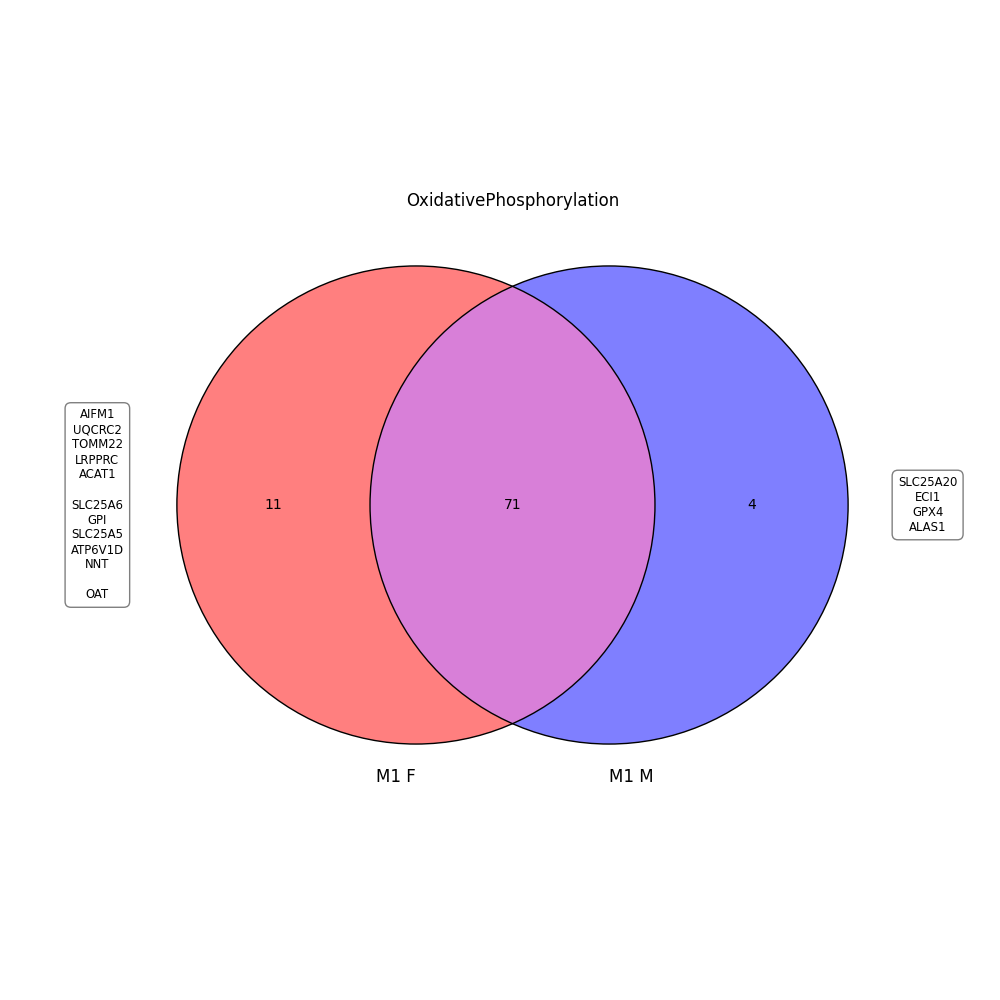 OxidativePhosphorylation
AIFM1
UQCRC2
TOMM22
LRPPRC
ACAT1
SLC25A6
GPI
SLC25A5
ATP6V1D
NNT
OAT
11
71
4
SLC25A20
ECI1
GPX4
ALAS1
M1 F
M1 M